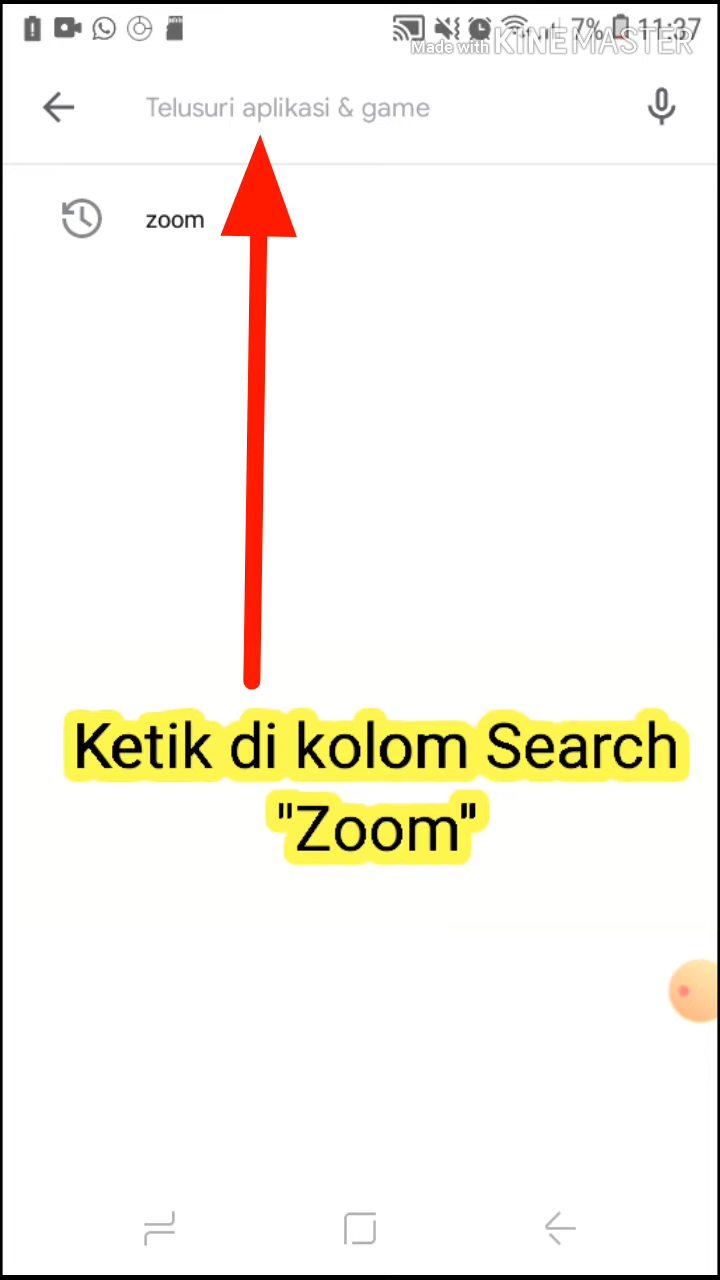 7% 11:37
Made with KINEMASTER
Telusuri aplikasi & game
zoom
Ketik di kolom Search
"Zoom"